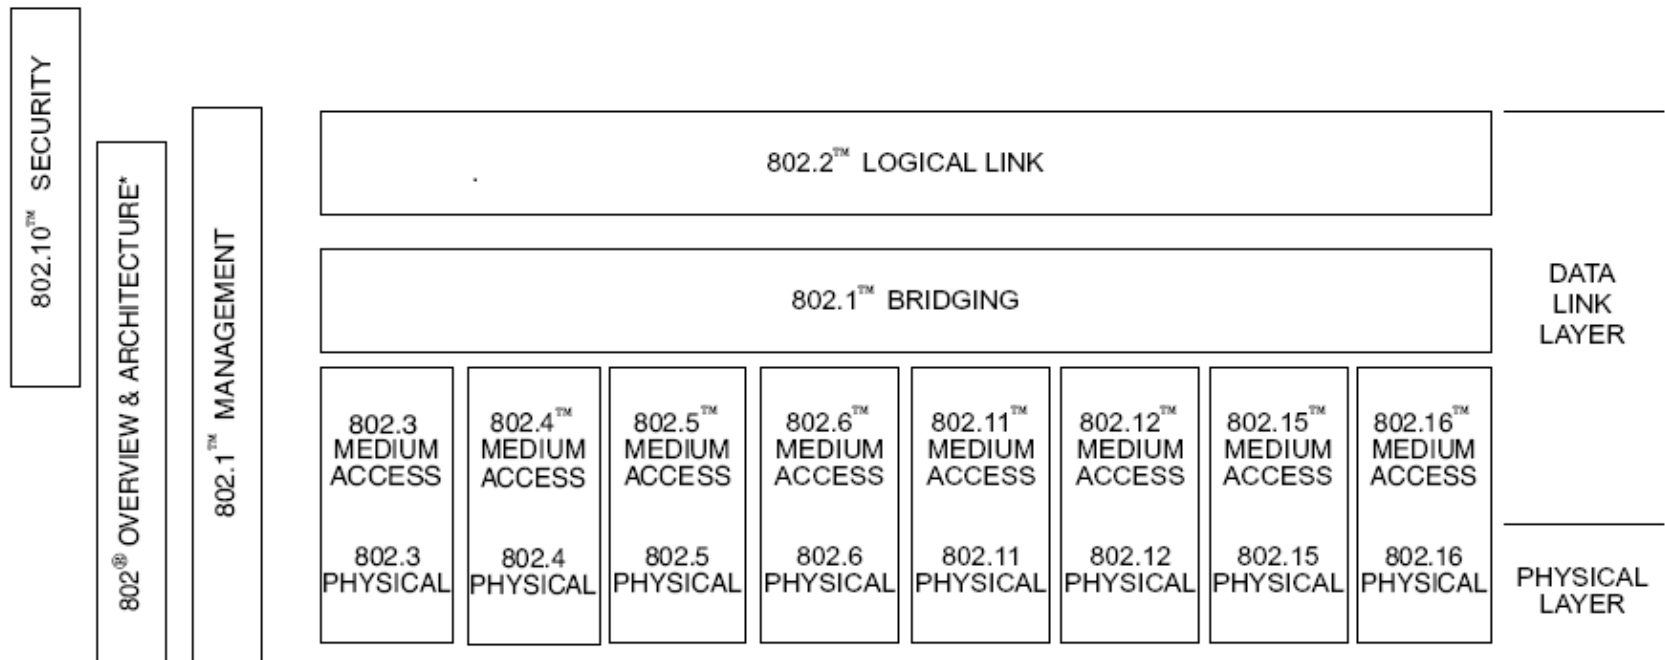 802.10™ SECURITY
802® OVERVIEW & ARCHITECTURE*
802.1™ MANAGEMENT
802.2™ LOGICAL LINK
802.1™ BRIDGING
802.3
MEDIUM
ACCESS
802.3
PHYSICAL
802.4™
MEDIUM
ACCESS
802.4
PHYSICAL
802.5™
MEDIUM
ACCESS
802.5
PHYSICAL
802.6™
MEDIUM
ACCESS
802.6
PHYSICAL
802.11™
MEDIUM
ACCESS
802.11
PHYSICAL
802.12™
MEDIUM
ACCESS
802.12
PHYSICAL
802.15™
MEDIUM
ACCESS
802.15
PHYSICAL
802.16™
MEDIUM
ACCESS
802.16
PHYSICAL
DATA
LINK
LAYER
PHYSICAL
LAYER